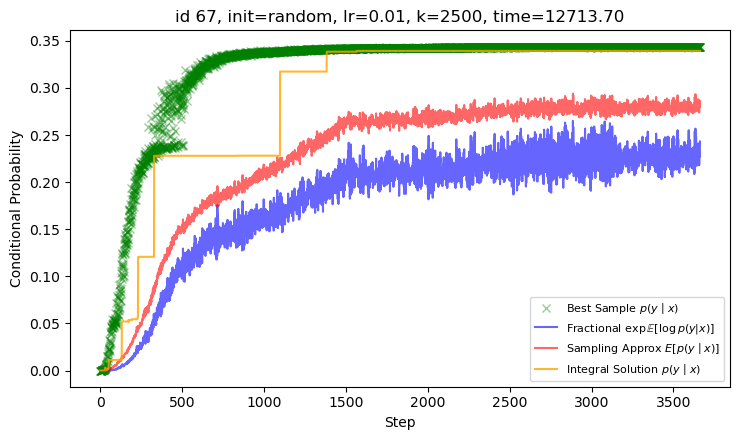 id 67, init=random, lr=0.01, k=2500, time=12713.70
Conditional Probability
0.35
0.30
0.25
0.20
0.15
0.10
0.05
0.00
Best Sample p(y | x)
Fractional exp 𝔼[log p(y|x)]
Sampling Approx E[p(y | x)]
Integral Solution p(y | x)
0 500 1000 1500 2000 2500 3000 3500
Step